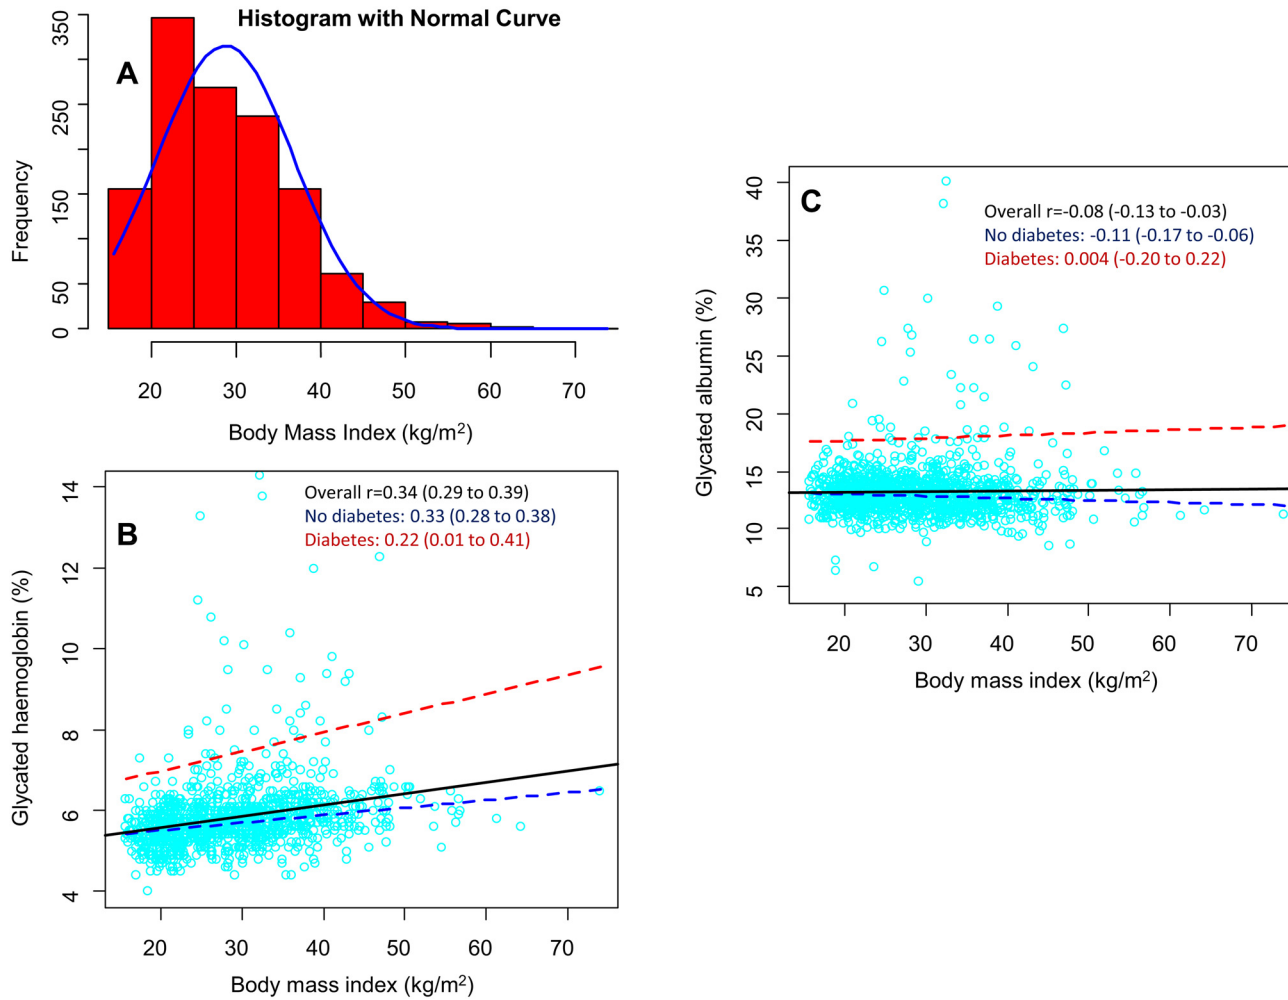 Histogram with Normal Curve
A
Frequency
350
250
150
50
0
20 30 40 50 60 70
Body Mass Index (kg/m²)
B
Overall r=0.34 (0.29 to 0.39)
No diabetes: 0.33 (0.28 to 0.38)
Diabetes: 0.22 (0.01 to 0.41)
Glycated haemoglobin (%)
14
12
10
8
6
4
20 30 40 50 60 70
Body mass index (kg/m²)
C
Overall r=-0.08 (-0.13 to -0.03)
No diabetes: -0.11 (-0.17 to -0.06)
Diabetes: 0.004 (-0.20 to 0.22)
Glycated albumin (%)
40
35
30
25
20
15
10
5
20 30 40 50 60 70
Body mass index (kg/m²)